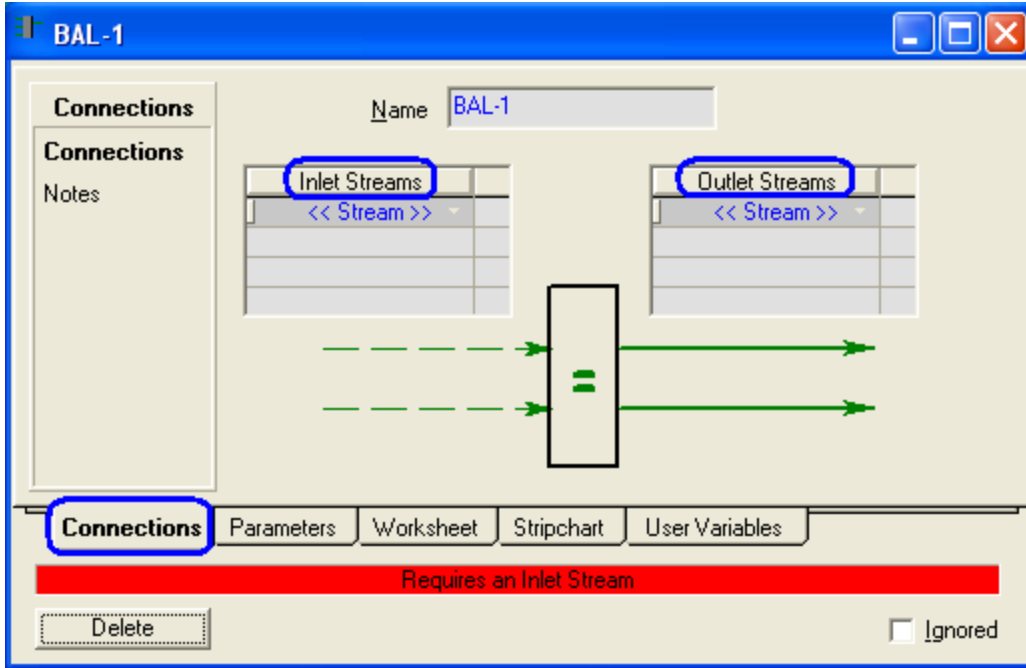 BAL-1
Connections
Connections
Notes
Name BAL-1
Inlet Streams
<< Stream >>
Outlet Streams
<< Stream >>
=
Connections Parameters Worksheet Stripchart User Variables
Requires an Inlet Stream
Delete
Ignored